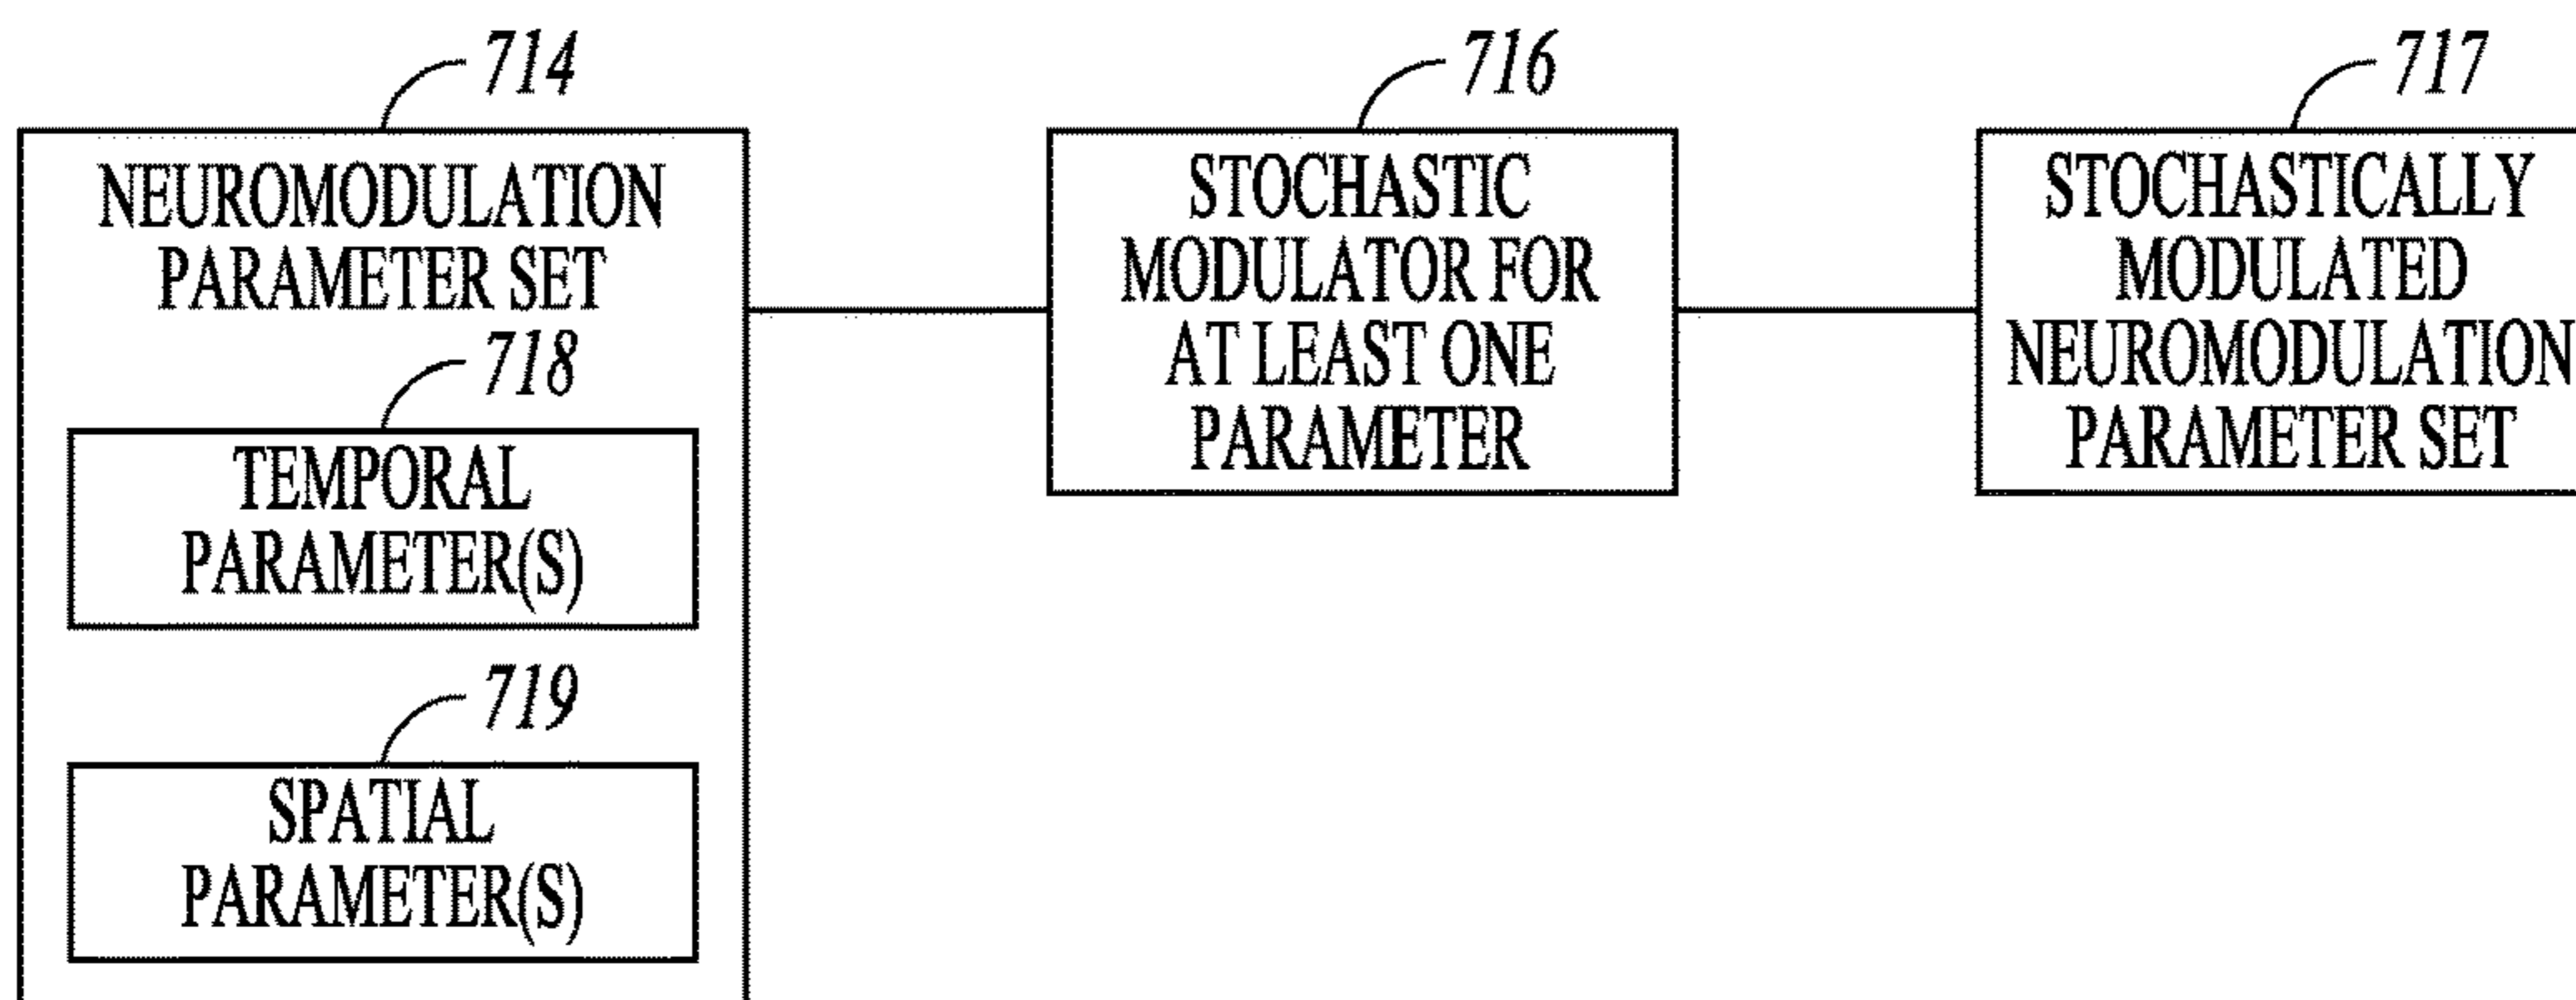 714
NEUROMODULATION
PARAMETER SET
718
TEMPORAL
PARAMETER(S)
719
SPATIAL
PARAMETER(S)
716
STOCHASTIC
MODULATOR FOR
AT LEAST ONE
PARAMETER
717
STOCHASTICALLY
MODULATED
NEUROMODULATION
PARAMETER SET